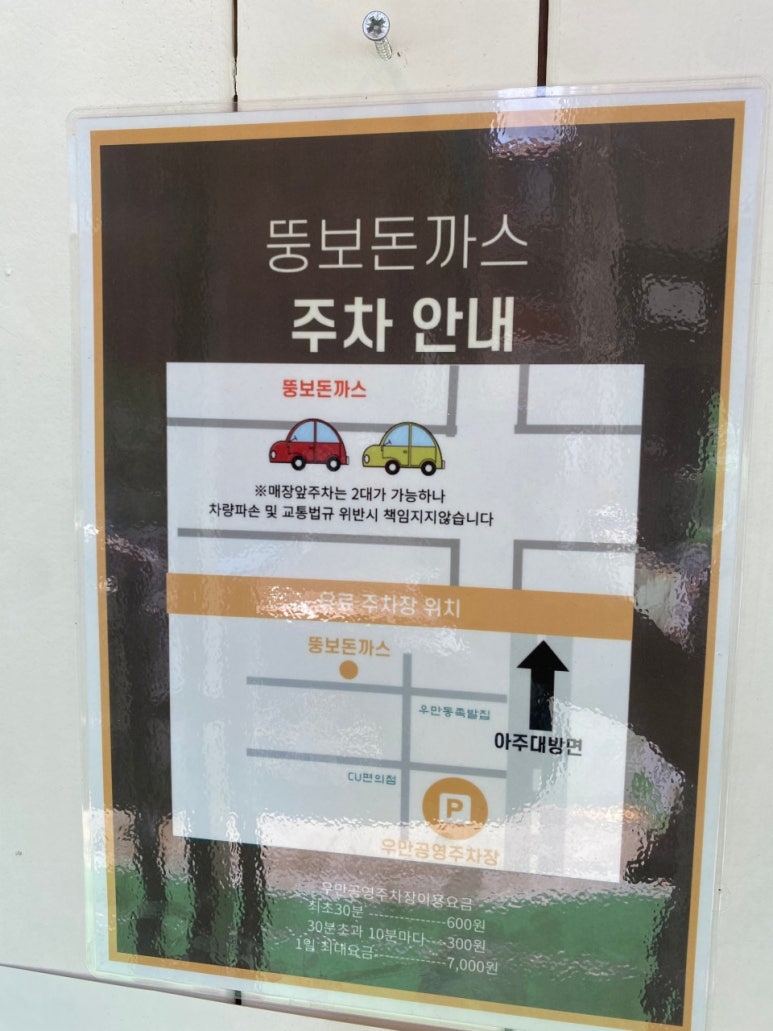 뚱보돈까스
주차 안내
뚱보돈까스
※매장앞주차는 2대가 가능하나
차량파손 및 교통법규 위반시 책임지지않습니다
유료 주차장 위치
뚱보돈까스
우만동족발집
아주대방면
CU편의점
P
우만공영주차장
우만공영주차장이용요금
최초30분 ---------------600원
30분초과 10분마다 ---300원
1일 최대요금--------------7,000원